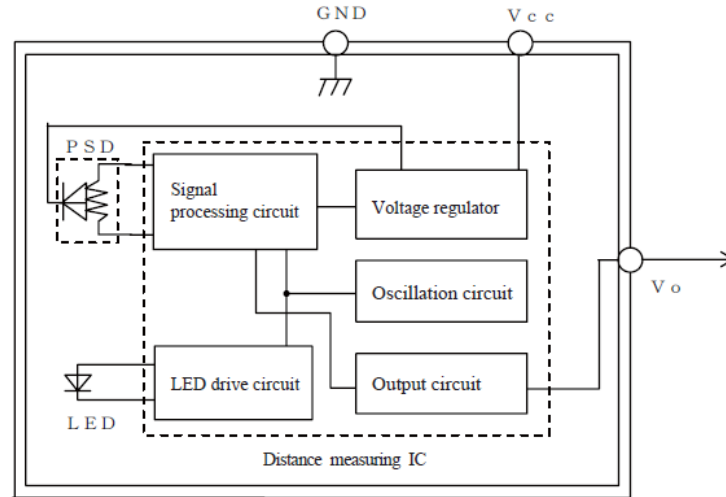 GND
Vcc
PSD
Signal
processing circuit
Voltage regulator
Oscillation circuit
Vo
LED drive circuit
Output circuit
LED
Distance measuring IC